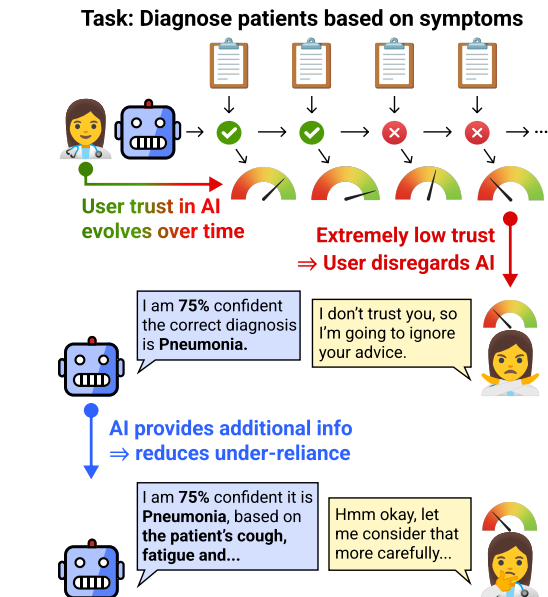 Task: Diagnose patients based on symptoms
...
User trust in AI
evolves over time
Extremely low trust
⇒ User disregards AI
I am 75% confident
the correct diagnosis
is Pneumonia.
I don’t trust you, so
I’m going to ignore
your advice.
AI provides additional info
⇒ reduces under-reliance
I am 75% confident it is
Pneumonia, based on
the patient’s cough,
fatigue and...
Hmm okay, let
me consider that
more carefully...